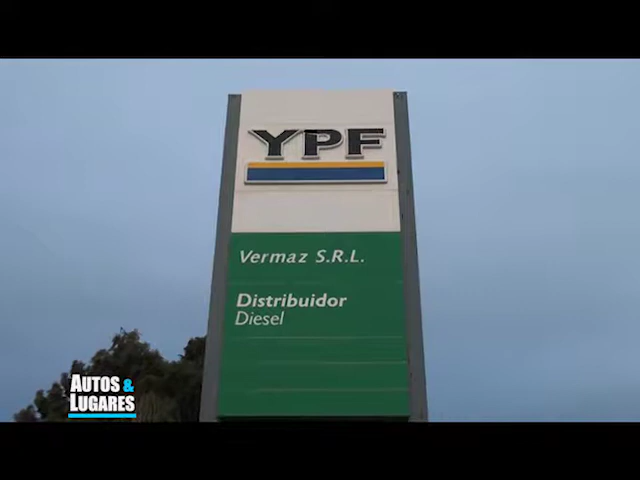 YPF
Vermaz S.R.L.
Distribuidor
Diesel
AUTOS &
LUGARES